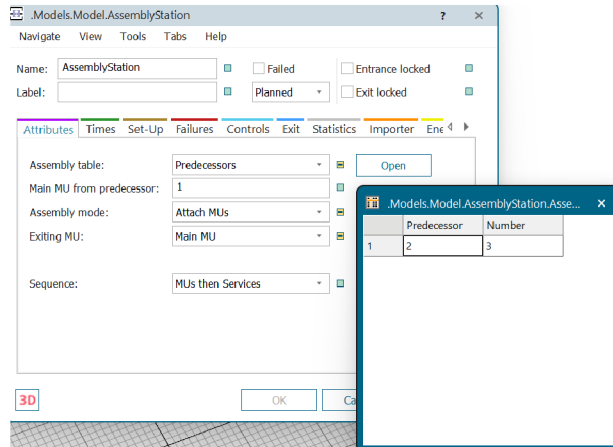 .Models.Model.AssemblyStation ? ×
Navigate View Tools Tabs Help
Name: AssemblyStation Failed Entrance locked
Label: Planned Exit locked
Attributes Times Set-Up Failures Controls Exit Statistics Importer Ene
Assembly table: Predecessors Open
Main MU from predecessor: 1
Assembly mode: Attach MUs
Exiting MU: Main MU
Sequence: MUs then Services
3D OK Ca
.Models.Model.AssemblyStation.Asse... ×
Predecessor Number
1 2 3